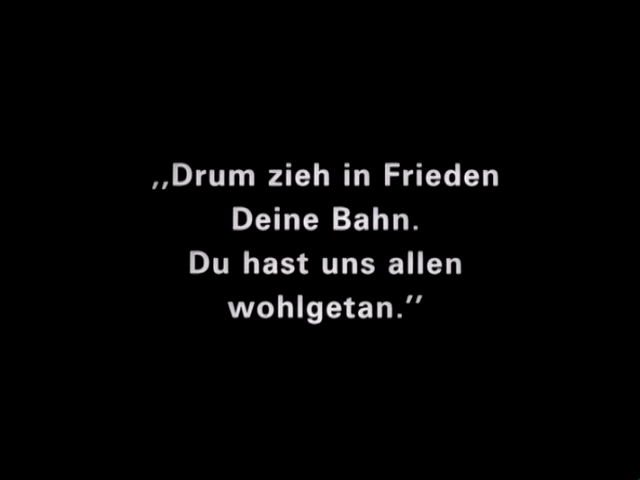 ,,Drum zieh in Frieden
Deine Bahn.
Du hast uns allen
wohlgetan.’’